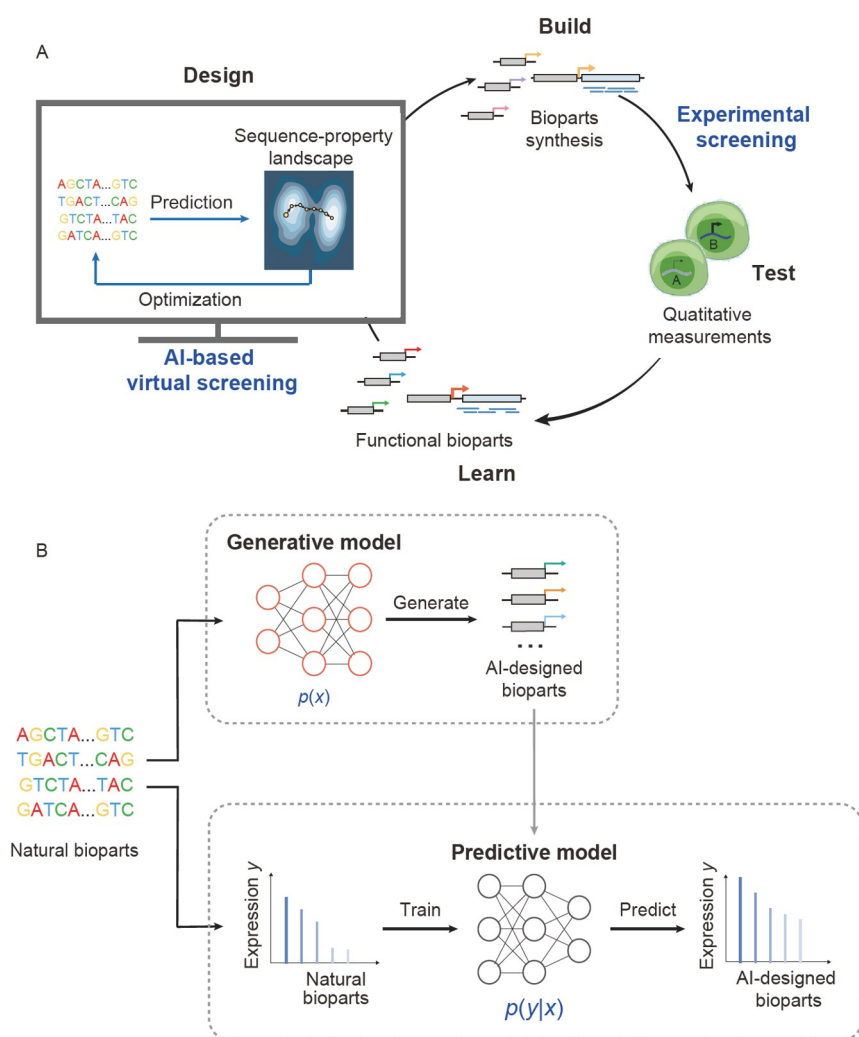 A
Design
Build
Bioparts
synthesis
Experimental
screening
Sequence-property
landscape
AGCTA...GTC
TGACT...CAG
GTCTA...TAC
GATCA...GTC
Prediction
Optimization
AI-based
virtual screening
B
A
Test
Quatitative
measurements
Functional bioparts
Learn
B
Generative model
Generate
p(x)
...
AI-designed
bioparts
AGCTA...GTC
TGACT...CAG
GTCTA...TAC
GATCA...GTC
Natural bioparts
Predictive model
Expression y
Natural
bioparts
Train
p(y|x)
Predict
Expression y
AI-designed
bioparts